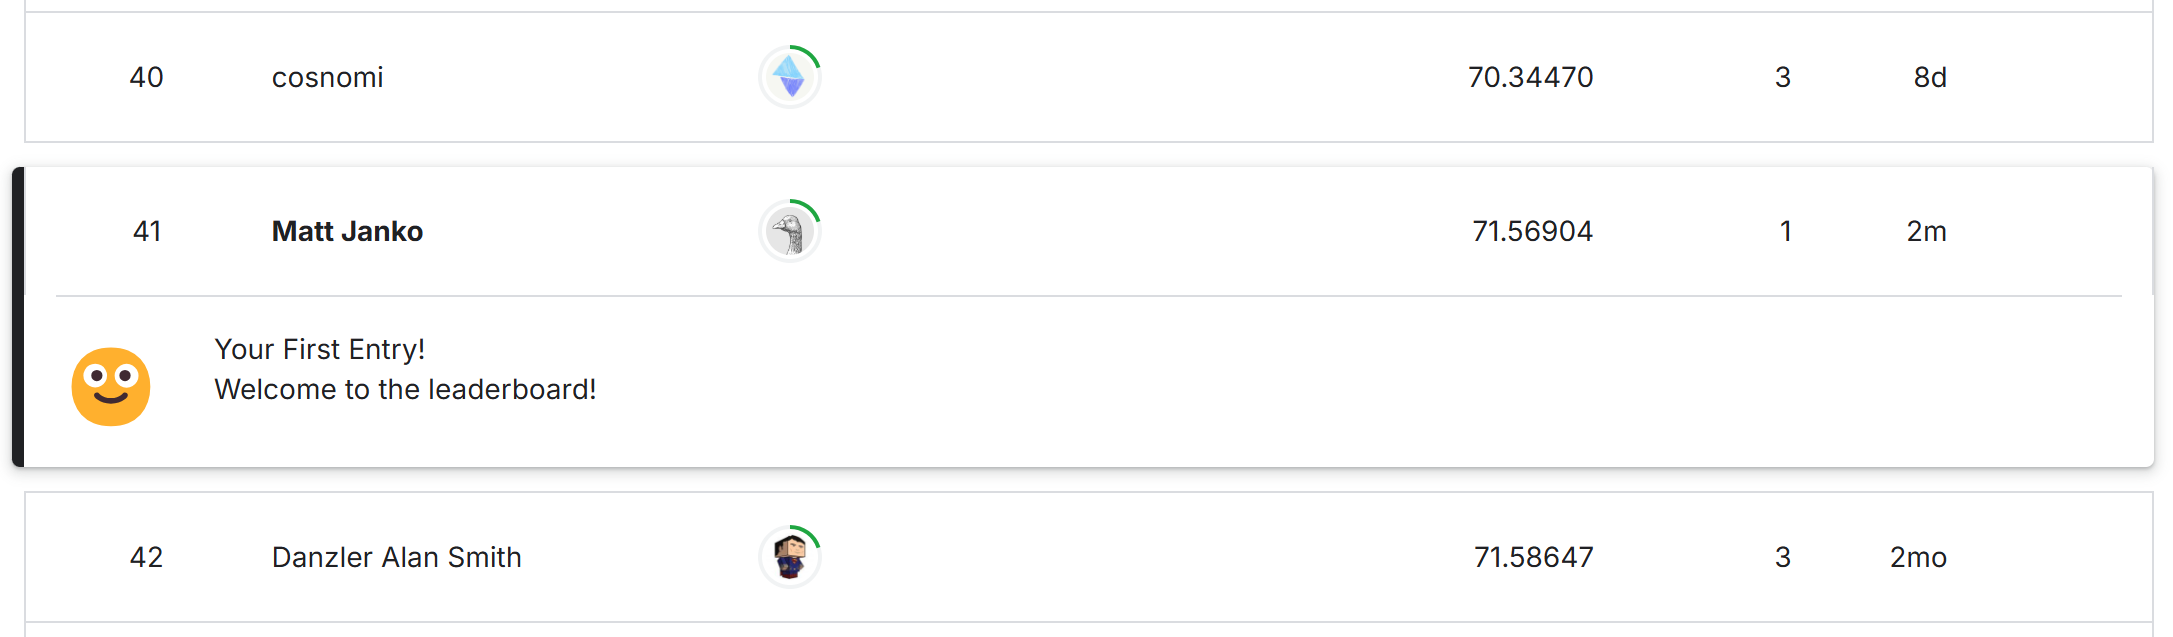 40 cosnomi 70.34470 3 8d
41 Matt Janko 71.56904 1 2m
Your First Entry!
Welcome to the leaderboard!
42 Danzler Alan Smith 71.58647 3 2mo